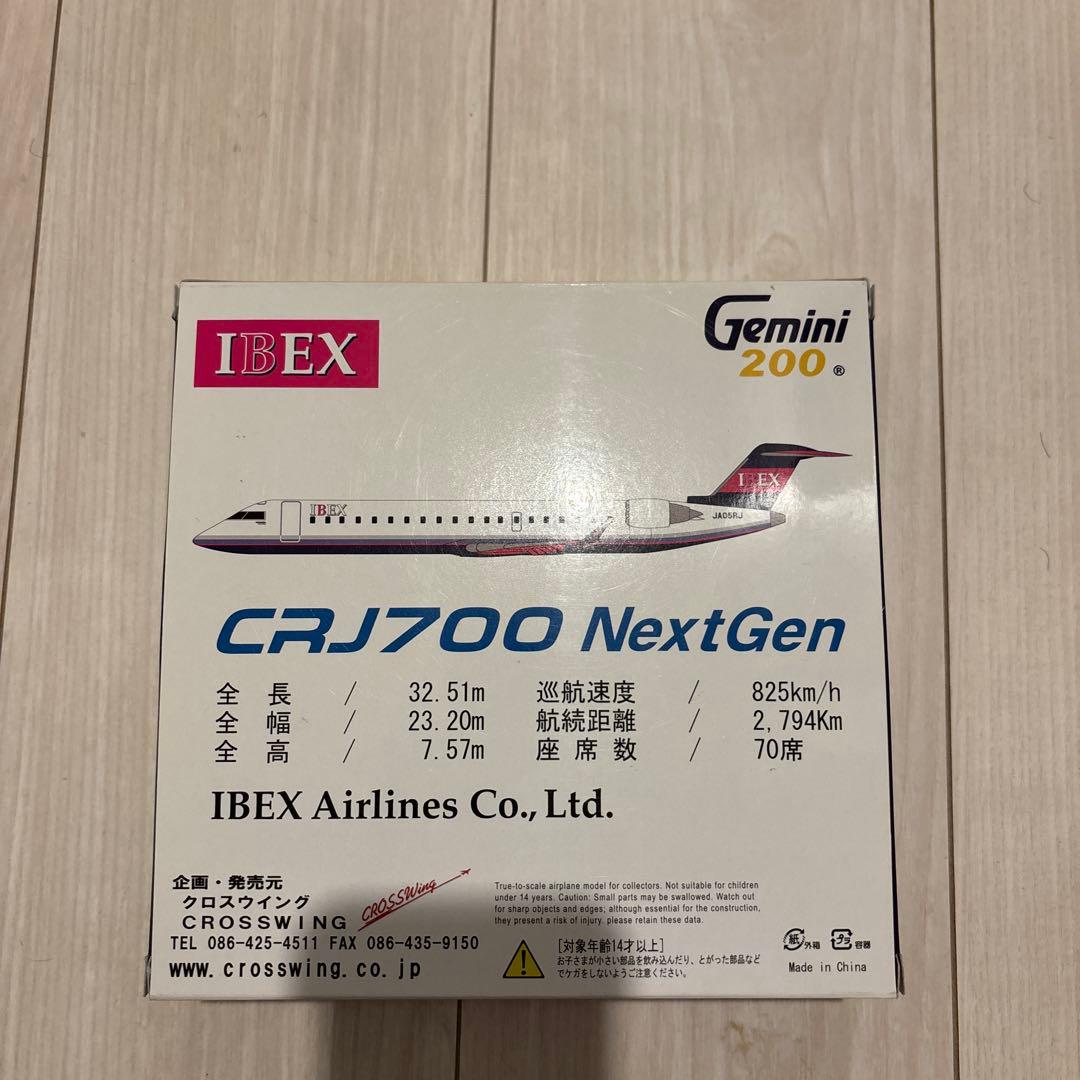 IBEX
Gemini
200 ®
IBEX
IBEX
JA05RJ
CRJ700 NextGen
全長 / 32.51m 巡航速度 / 825km/h
全幅 / 23.20m 航続距離 / 2,794Km
全高 / 7.57m 座席数 / 70席
IBEX Airlines Co., Ltd.
企画・発売元
クロスウイング
CROSSWING
CROSSWing
TEL 086-425-4511 FAX 086-435-9150
www.crosswing.co.jp
True-to-scale airplane model for collectors. Not suitable for children
under 14 years. Caution: Small parts may be swallowed. Watch out
for sharp objects and edges; although essential for the construction,
they present a risk of injury. please retain these data.
[対象年齢14才以上]
お子さまが小さい部品を飲み込んだり、とがった部品など
でケガをしないようご注意ください。
紙 外箱 プラ 容器
Made in China